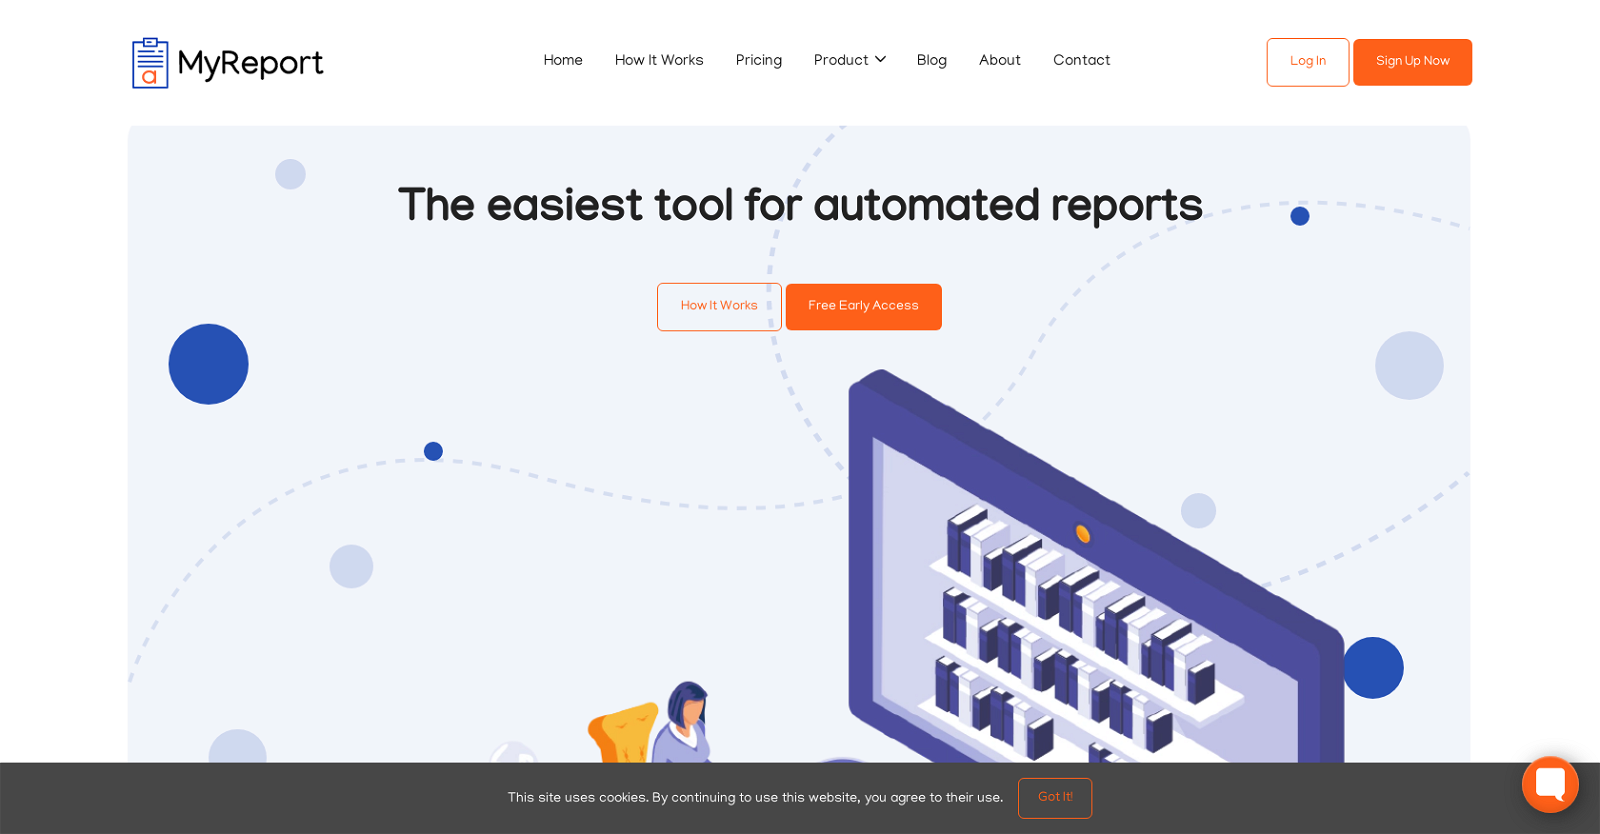 MyReport
Home How It Works Pricing Product Blog About Contact
Log In Sign Up Now
The easiest tool for automated reports
How It Works Free Early Access
This site uses cookies. By continuing to use this website, you agree to their use. Got It!